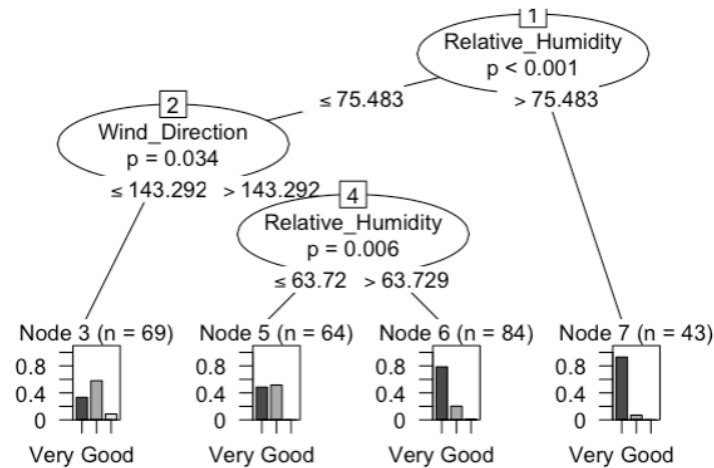 1
Relative_Humidity
p < 0.001
≤ 75.483 > 75.483
2
Wind_Direction
p = 0.034
≤ 143.292 > 143.292
4
Relative_Humidity
p = 0.006
≤ 63.72 > 63.729
Node 3 (n = 69) Node 5 (n = 64) Node 6 (n = 84) Node 7 (n = 43)
0.8 0.8 0.8 0.8
0.4 0.4 0.4 0.4
0 0 0 0
Very Good Very Good Very Good Very Good